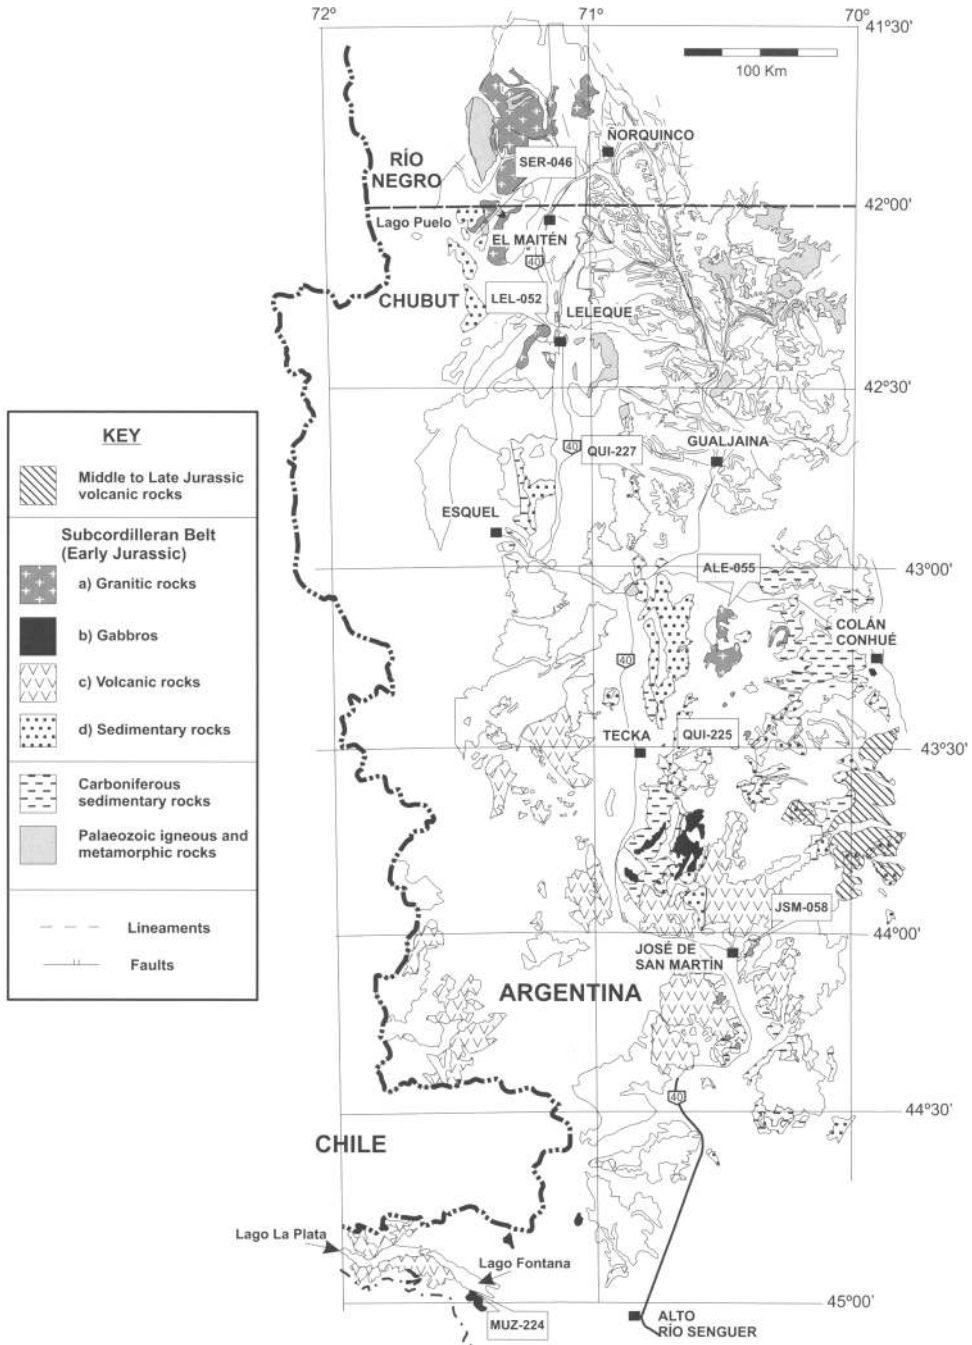 72º
71º
70º
41º30'
100 Km
ÑORQUINCO
SER-046
RÍO
NEGRO
42º00'
Lago Puelo
EL MAITÉN
40
CHUBUT
LEL-052
LELEQUE
42º30'
KEY
Middle to Late Jurassic
volcanic rocks
Subcordilleran Belt
(Early Jurassic)
a) Granitic rocks
b) Gabbros
c) Volcanic rocks
d) Sedimentary rocks
Carboniferous
sedimentary rocks
Palaeozoic igneous and
metamorphic rocks
Lineaments
Faults
40
QUI-227
GUALJAINA
ESQUEL
ALE-055
43º00'
COLÁN
CONHUÉ
40
TECKA
QUI-225
43º30'
JSM-058
44º00'
JOSÉ DE
SAN MARTÍN
ARGENTINA
40
44º30'
CHILE
Lago La Plata
Lago Fontana
MUZ-224
45º00'
ALTO
RÍO SENGUER